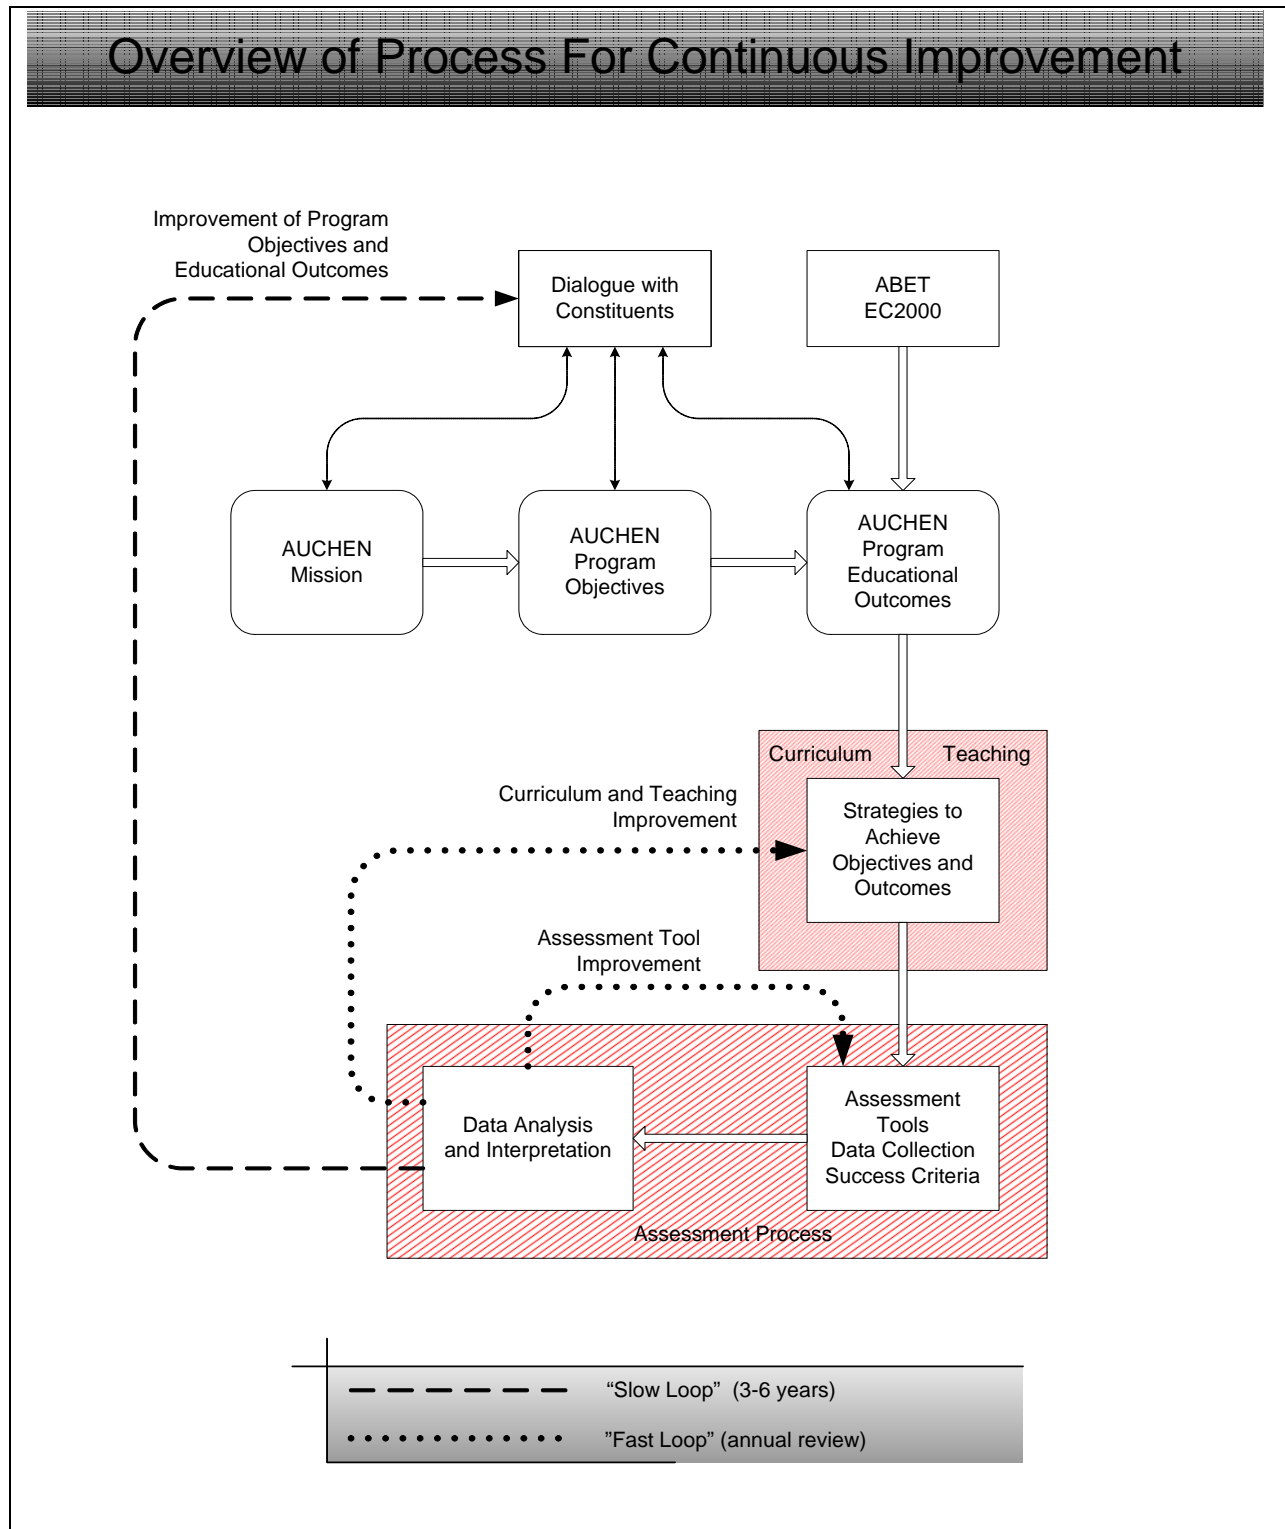 Overview of Process For Continuous Improvement
Improvement of Program
Objectives and
Educational Outcomes
Dialogue with
Constituents
ABET
EC2000
AUCHEN
Mission
AUCHEN
Program
Objectives
AUCHEN
Program
Educational
Outcomes
Curriculum
Teaching
Curriculum and Teaching
Improvement
Strategies to
Achieve
Objectives and
Outcomes
Assessment Tool
Improvement
Data Analysis
and Interpretation
Assessment
Tools
Data Collection
Success Criteria
Assessment Process
“Slow Loop” (3-6 years)
”Fast Loop” (annual review)